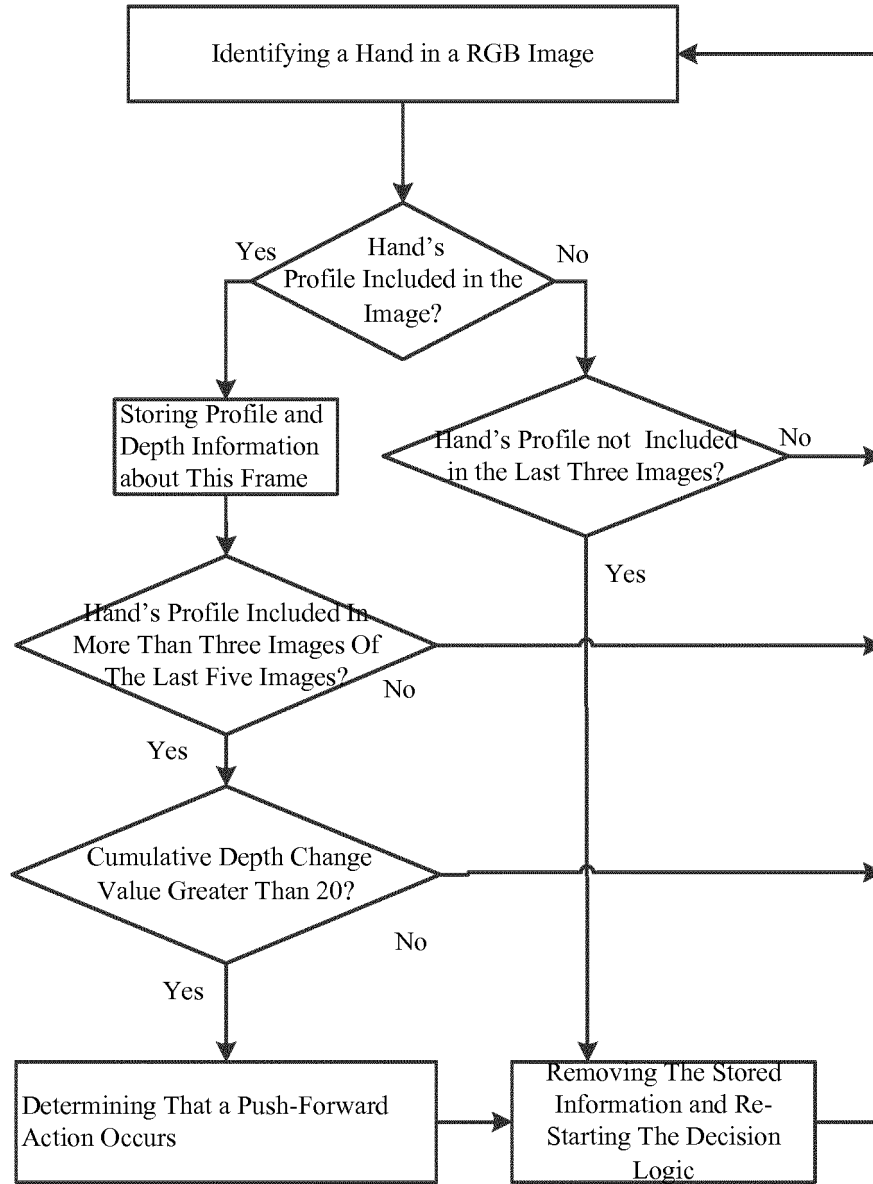 Identifying a Hand in a RGB Image
Yes
Hand's
Profile Included in the
Image?
No
Storing Profile and
Depth Information
about This Frame
Hand's Profile not Included
in the Last Three Images?
No
Yes
Hand's Profile Included In
More Than Three Images Of
The Last Five Images?
No
Yes
Cumulative Depth Change
Value Greater Than 20?
No
Yes
Determining That a Push-Forward
Action Occurs
Removing The Stored
Information and Re-
Starting The Decision
Logic